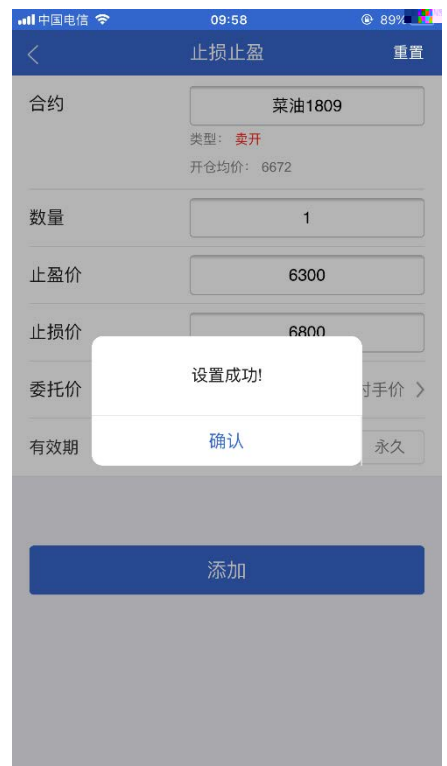 中国电信 09:58 89%
止损止盈 重置
合约 菜油1809
类型： 卖开
开仓均价： 6672
数量 1
止盈价 6300
止损价 6800
设置成功!
委托价 对手价
确认
有效期 永久
添加